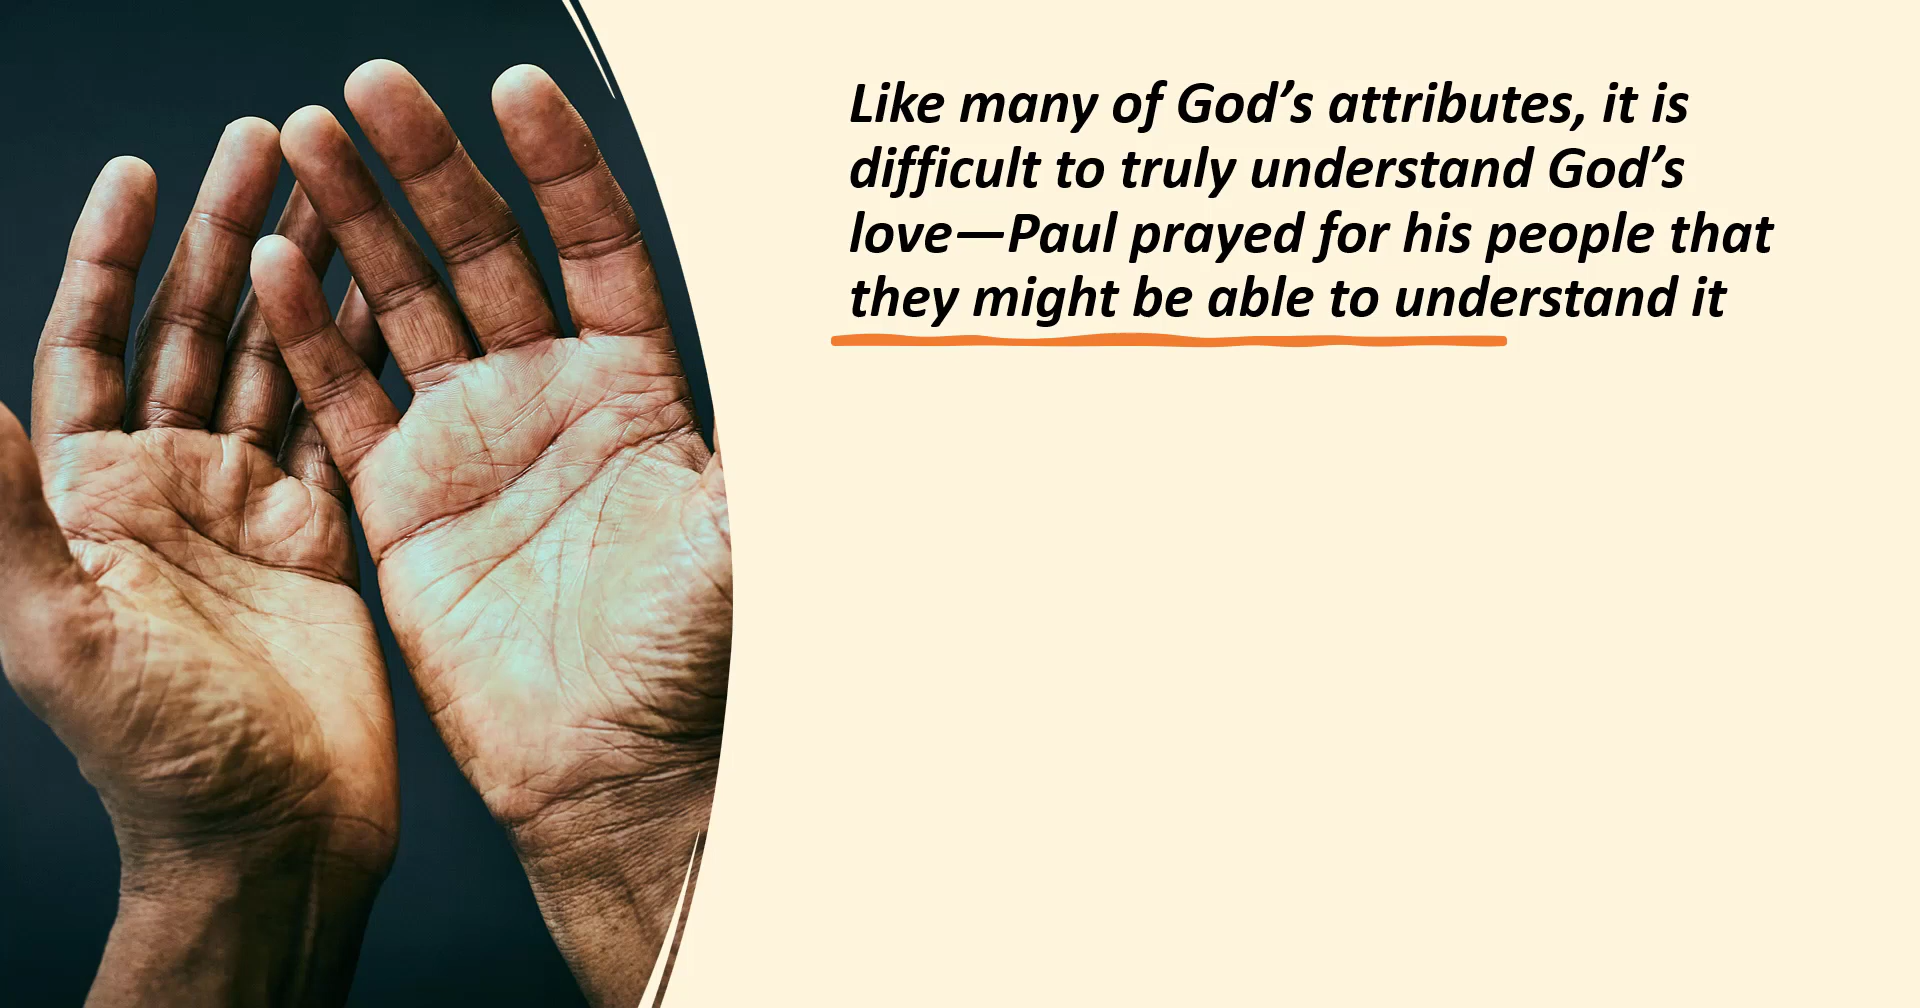 Like many of God’s attributes, it is
difficult to truly understand God’s
love—Paul prayed for his people that
they might be able to understand it